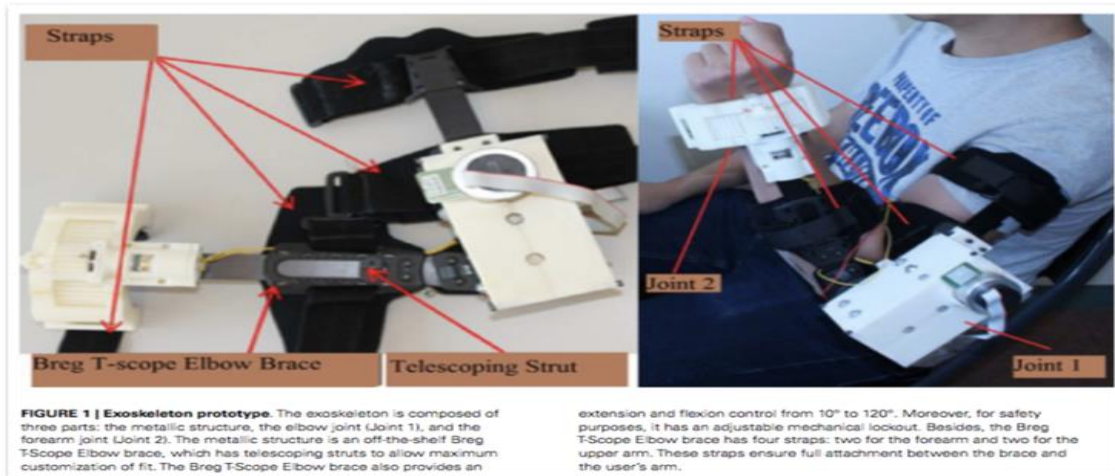 Straps
Breg T-scope Elbow Brace
Telescoping Strut
Straps
PROPERTY OF
REEBOK
Joint 2
Joint 1
FIGURE 1 | Exoskeleton prototype. The exoskeleton is composed of
three parts: the metallic structure, the elbow joint (Joint 1), and the
forearm joint (Joint 2). The metallic structure is an off-the-shelf Breg
T-Scope Elbow brace, which has telescoping struts to allow maximum
customization of fit. The Breg T-Scope Elbow brace also provides an
extension and flexion control from 10° to 120°. Moreover, for safety
purposes, it has an adjustable mechanical lockout. Besides, the Breg
T-Scope Elbow brace has four straps: two for the forearm and two for the
upper arm. These straps ensure full attachment between the brace and
the user's arm.